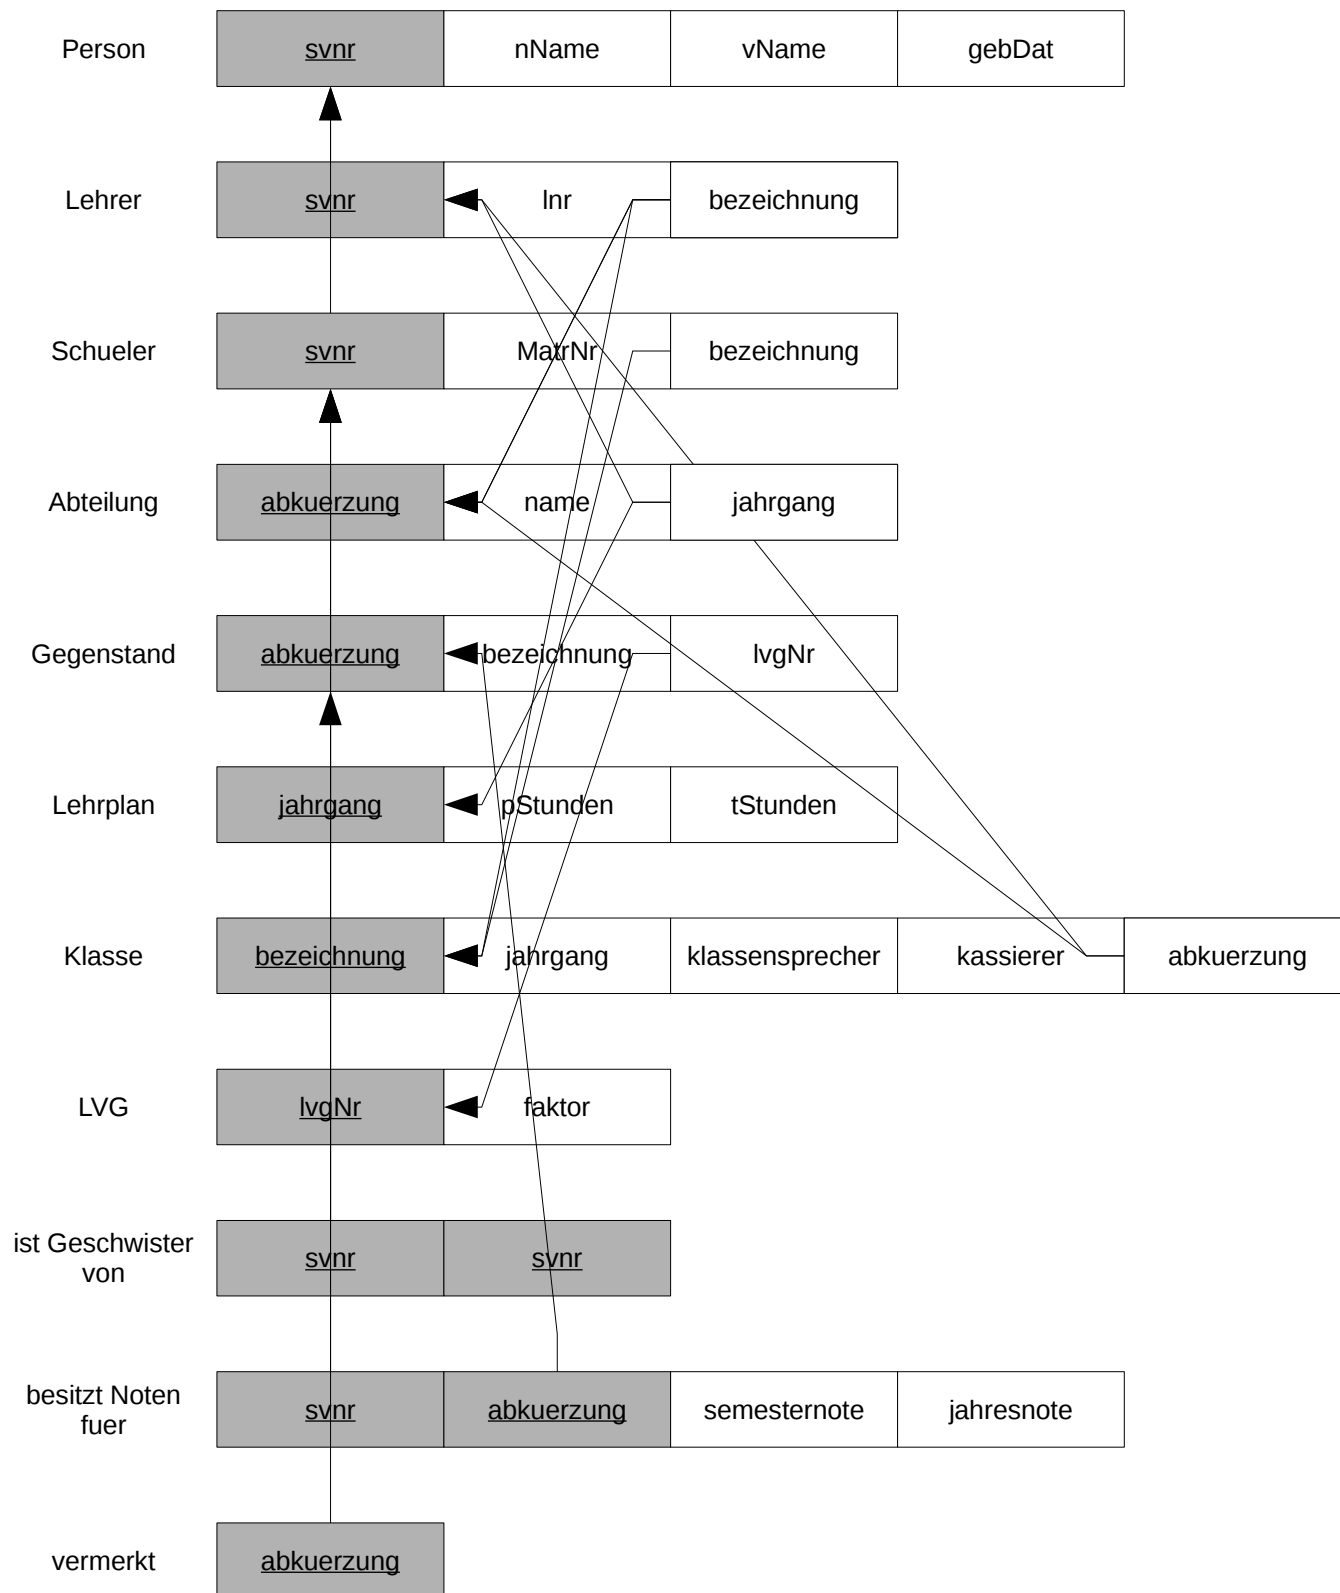 Person svnr nName vName gebDat
Lehrer svnr lnr bezeichnung
Schueler svnr MatrNr bezeichnung
Abteilung abkuerzung name jahrgang
Gegenstand abkuerzung bezeichnung lvgNr
Lehrplan jahrgang pStunden tStunden
Klasse bezeichnung jahrgang klassensprecher kassierer abkuerzung
LVG lvgNr faktor
ist Geschwister
von
svnr svnr
besitzt Noten
fuer
svnr abkuerzung semesternote jahresnote
vermerkt abkuerzung